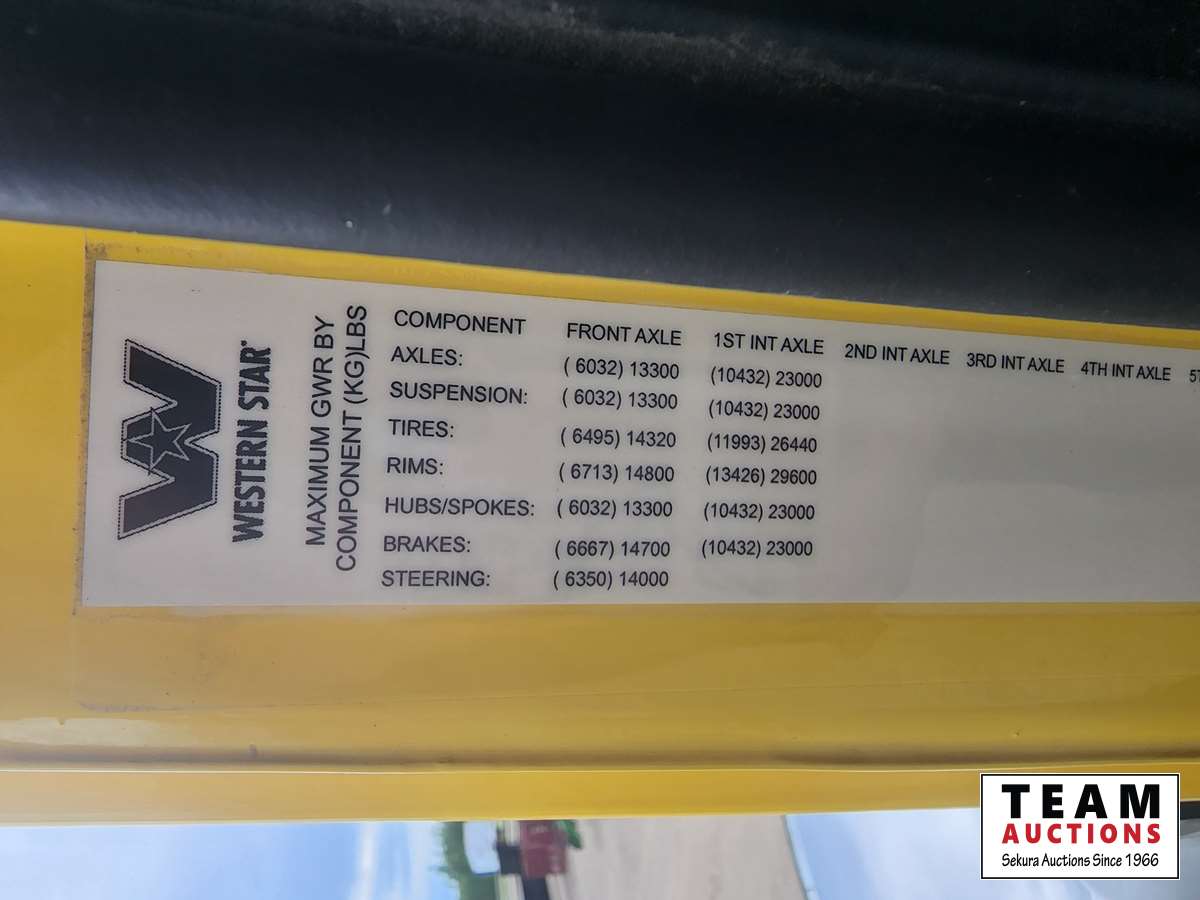 WESTERN STAR
MAXIMUM GWR BY
COMPONENT (KG)LBS
COMPONENT FRONT AXLE 1ST INT AXLE 2ND INT AXLE 3RD INT AXLE 4TH INT AXLE
AXLES: ( 6032) 13300 (10432) 23000
SUSPENSION: ( 6032) 13300 (10432) 23000
TIRES: ( 6495) 14320 (11993) 26440
RIMS: ( 6713) 14800 (13426) 29600
HUBS/SPOKES: ( 6032) 13300 (10432) 23000
BRAKES: ( 6667) 14700 (10432) 23000
STEERING: ( 6350) 14000
TEAM
AUCTIONS
Sekura Auctions Since 1966